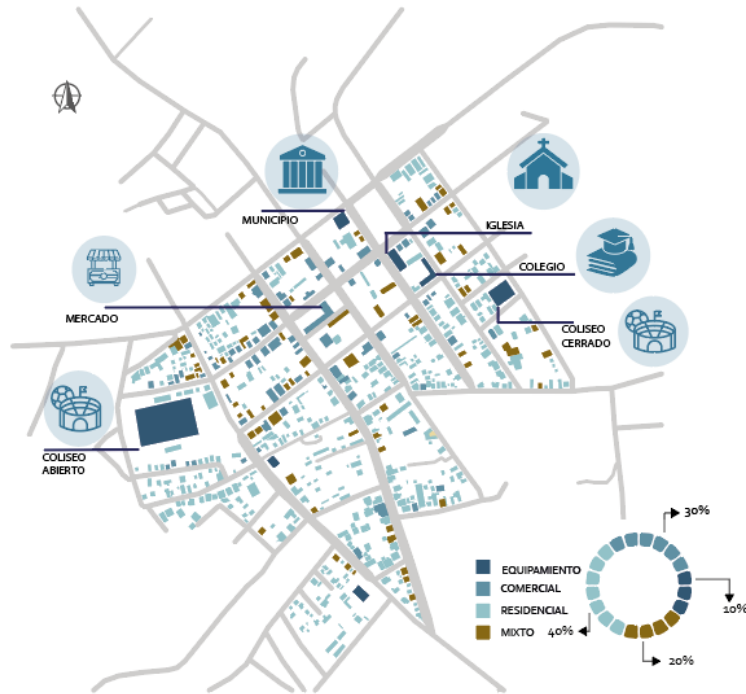 MUNICIPIO
IGLESIA
COLEGIO
MERCADO
COLISEO
CERRADO
COLISEO
ABIERTO
EQUIPAMIENTO
COMERCIAL
RESIDENCIAL
MIXTO
30%
10%
40%
20%